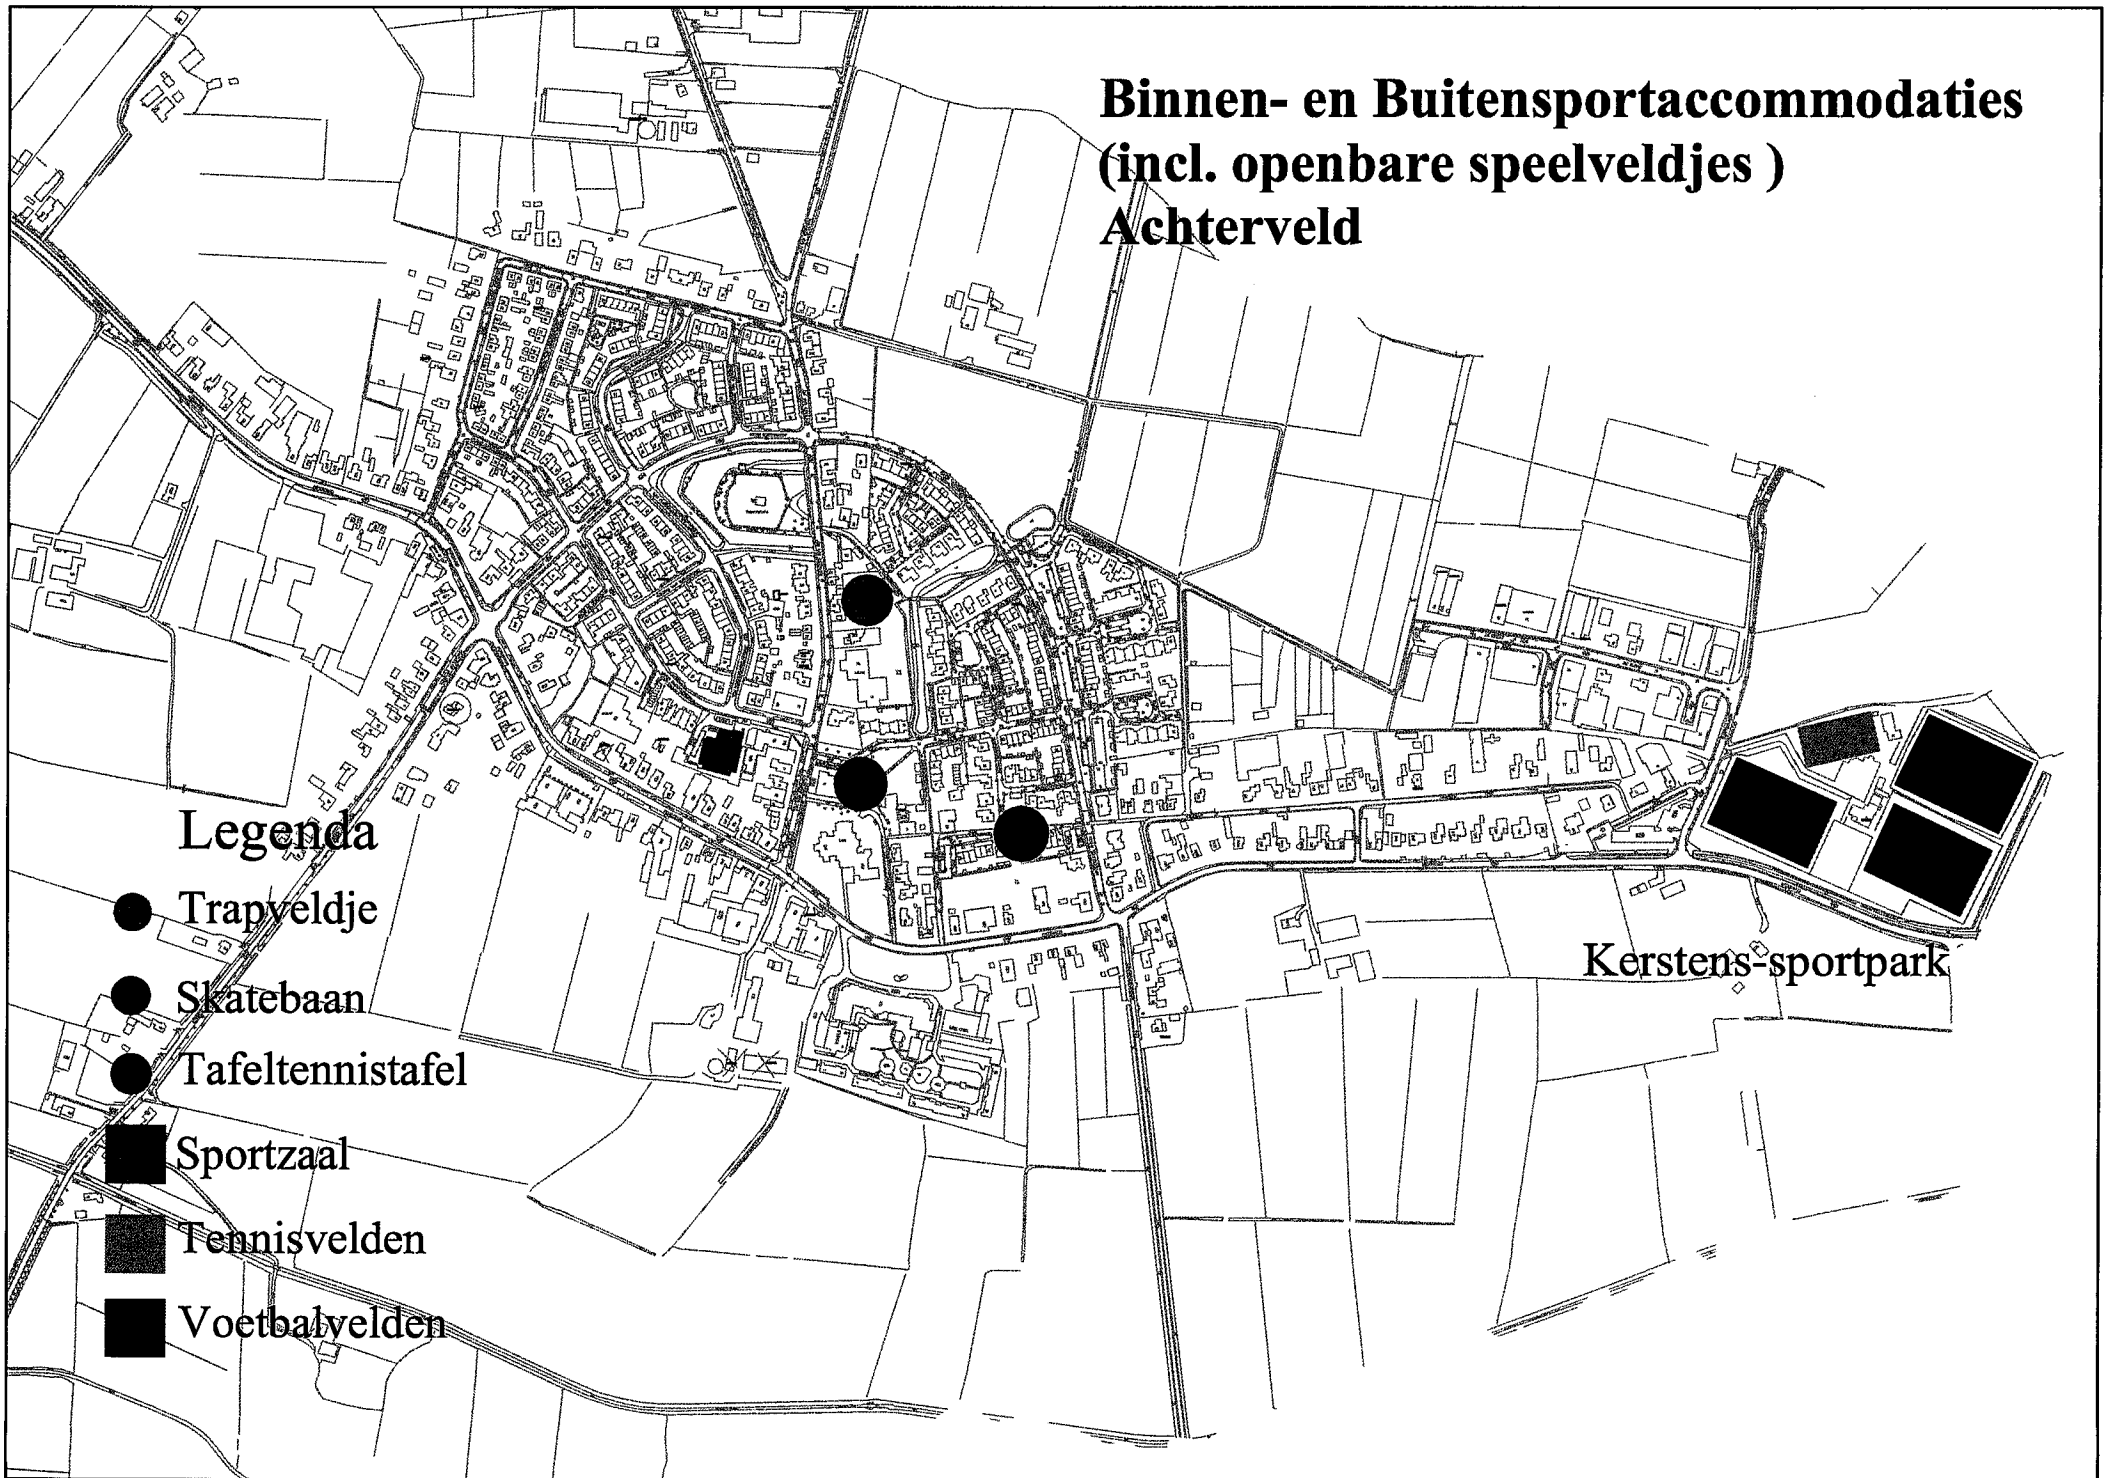 Binnen- en Buitensportaccommodaties
(incl. openbare speelveldjes )
Achterveld
Legenda
Trapveldje
Skatebaan
Tafeltennistafel
Sportzaal
Tennisvelden
Voetbalvelden
Kerstens-sportpark